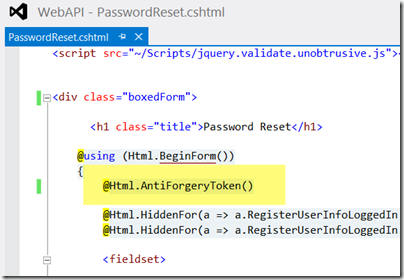 WebAPI - PasswordReset.cshtml
PasswordReset.cshtml
<script src="~/Scripts/jquery.validate.unobtrusive.js">
<div class="boxedForm">
<h1 class="title">Password Reset</h1>
@using (Html.BeginForm())
{
@Html.AntiForgeryToken()
@Html.HiddenFor(a => a.RegisterUserInfoLoggedIn
@Html.HiddenFor(a => a.RegisterUserInfoLoggedIn
<fieldset>